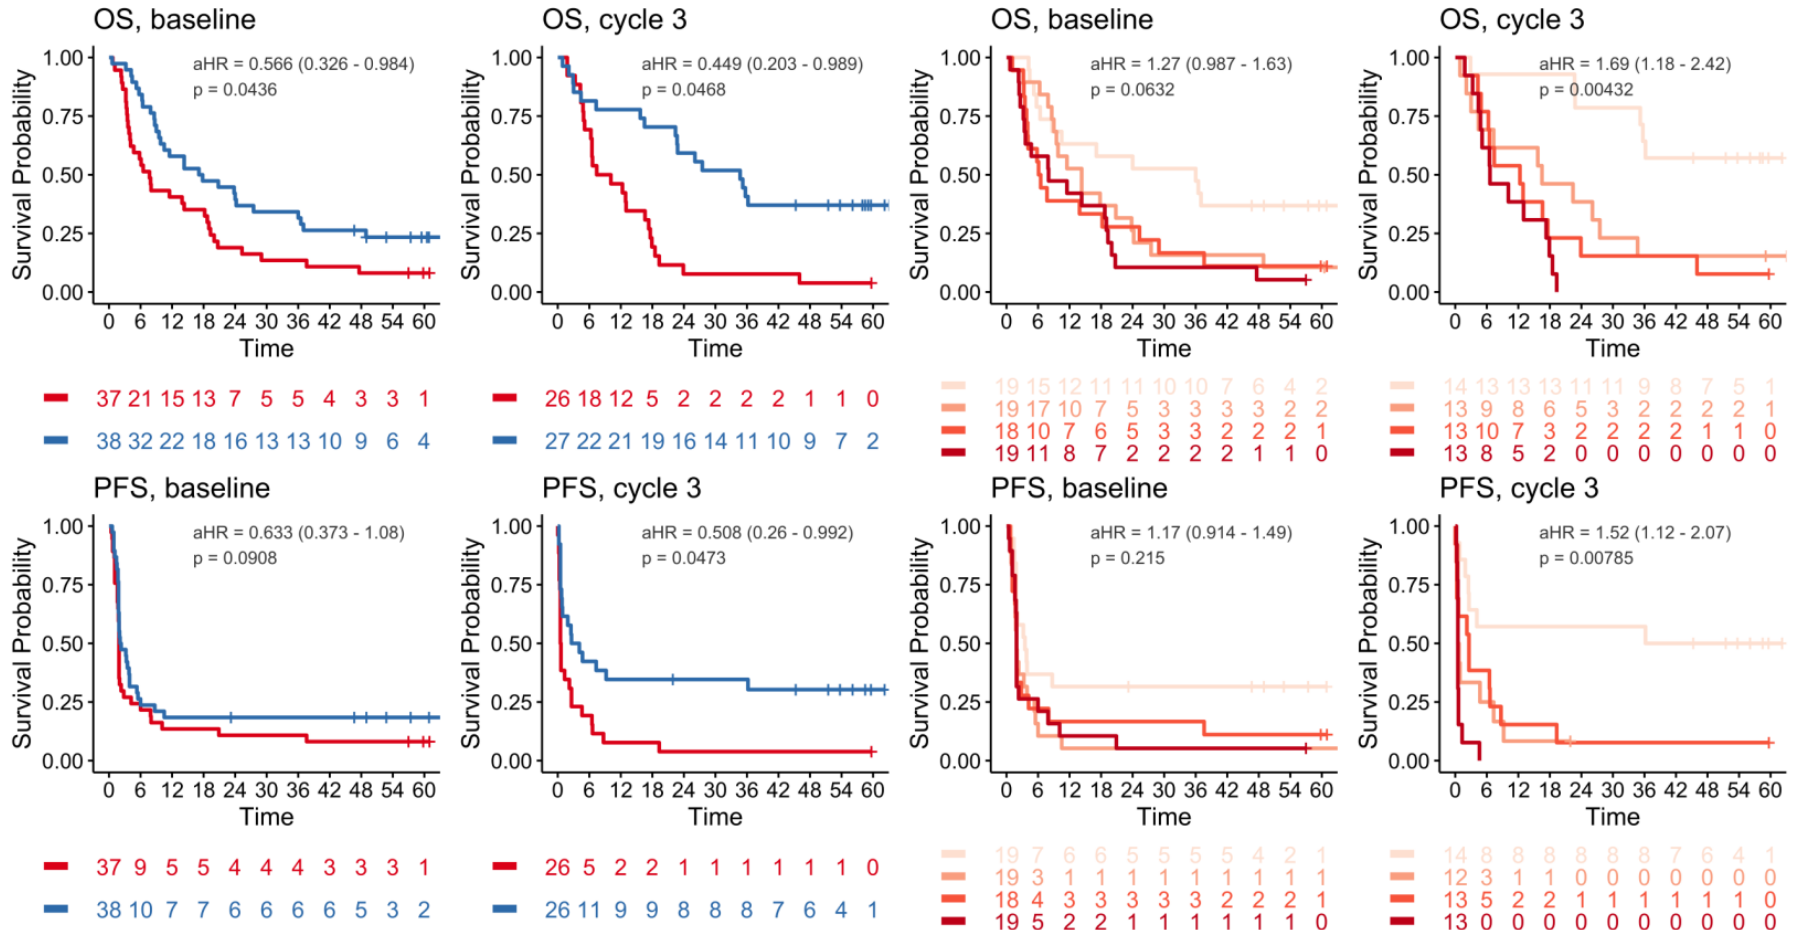 OS, baseline
aHR = 0.566 (0.326 - 0.984)
p = 0.0436
Survival Probability
1.00
0.75
0.50
0.25
0.00
0 6 12 18 24 30 36 42 48 54 60
Time
37 21 15 13 7 5 5 4 3 3 1
38 32 22 18 16 13 13 10 9 6 4
OS, cycle 3
aHR = 0.449 (0.203 - 0.989)
p = 0.0468
Survival Probability
1.00
0.75
0.50
0.25
0.00
0 6 12 18 24 30 36 42 48 54 60
Time
26 18 12 5 2 2 2 2 1 1 0
27 22 21 19 16 14 11 10 9 7 2
OS, baseline
aHR = 1.27 (0.987 - 1.63)
p = 0.0632
Survival Probability
1.00
0.75
0.50
0.25
0.00
0 6 12 18 24 30 36 42 48 54 60
Time
19 15 12 11 11 10 10 7 6 4 2
19 17 10 7 5 3 3 3 3 2 2
18 10 7 6 5 3 3 2 2 2 1
19 11 8 7 2 2 2 2 1 1 0
OS, cycle 3
aHR = 1.69 (1.18 - 2.42)
p = 0.00432
Survival Probability
1.00
0.75
0.50
0.25
0.00
0 6 12 18 24 30 36 42 48 54 60
Time
14 13 13 13 11 11 9 8 7 5 1
13 9 8 6 5 3 2 2 2 2 1
13 10 7 3 2 2 2 2 1 1 0
13 8 5 2 0 0 0 0 0 0 0
PFS, baseline
aHR = 0.633 (0.373 - 1.08)
p = 0.0908
Survival Probability
1.00
0.75
0.50
0.25
0.00
0 6 12 18 24 30 36 42 48 54 60
Time
37 9 5 5 4 4 4 3 3 3 1
38 10 7 7 6 6 6 6 5 3 2
PFS, cycle 3
aHR = 0.508 (0.26 - 0.992)
p = 0.0473
Survival Probability
1.00
0.75
0.50
0.25
0.00
0 6 12 18 24 30 36 42 48 54 60
Time
26 5 2 2 1 1 1 1 1 1 0
26 11 9 9 8 8 8 7 6 4 1
PFS, baseline
aHR = 1.17 (0.914 - 1.49)
p = 0.215
Survival Probability
1.00
0.75
0.50
0.25
0.00
0 6 12 18 24 30 36 42 48 54 60
Time
19 7 6 6 5 5 5 5 4 2 1
19 3 1 1 1 1 1 1 1 1 1
18 4 3 3 3 3 3 2 2 2 1
19 5 2 2 1 1 1 1 1 1 0
PFS, cycle 3
aHR = 1.52 (1.12 - 2.07)
p = 0.00785
Survival Probability
1.00
0.75
0.50
0.25
0.00
0 6 12 18 24 30 36 42 48 54 60
Time
14 8 8 8 8 8 8 7 6 4 1
12 3 1 1 0 0 0 0 0 0 0
13 5 2 2 1 1 1 1 1 1 0
13 0 0 0 0 0 0 0 0 0 0